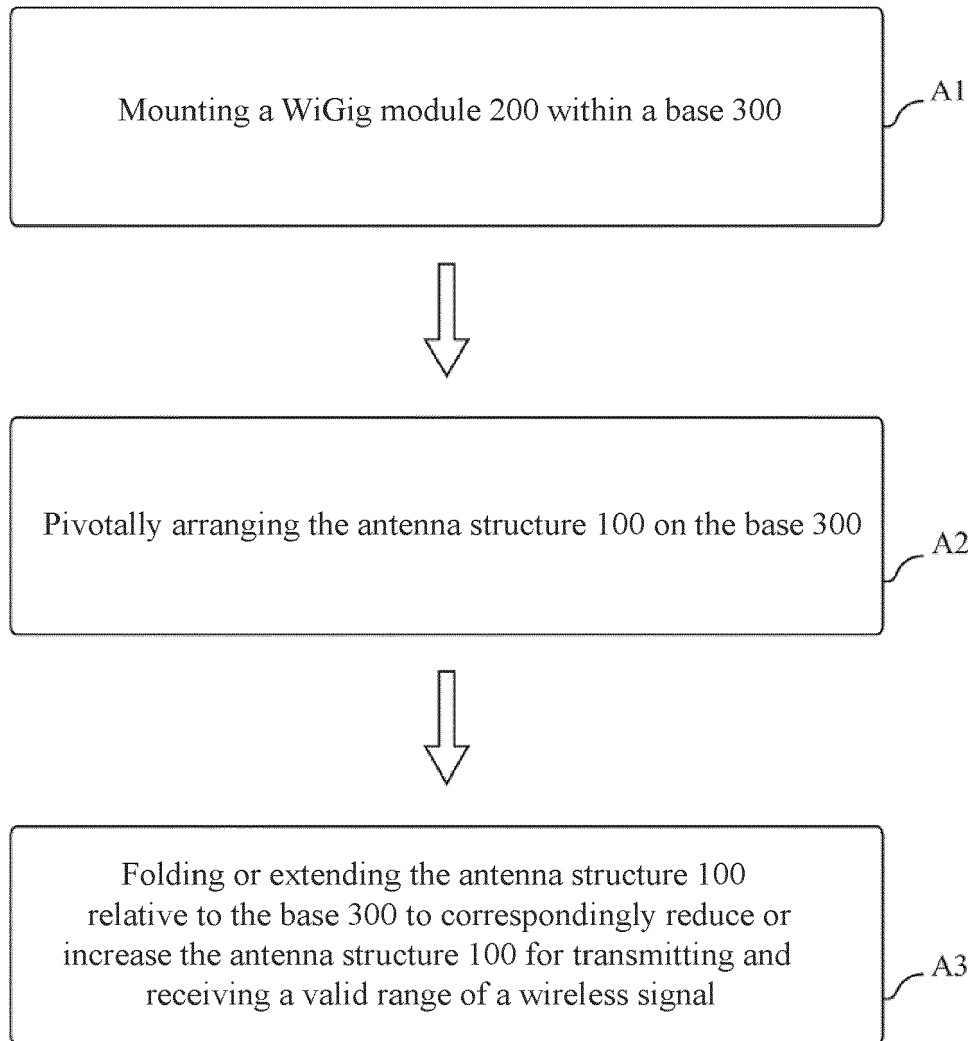 Mounting a WiGig module 200 within a base 300
A1
Pivotally arranging the antenna structure 100 on the base 300
A2
Folding or extending the antenna structure 100
relative to the base 300 to correspondingly reduce or
increase the antenna structure 100 for transmitting and
receiving a valid range of a wireless signal
A3